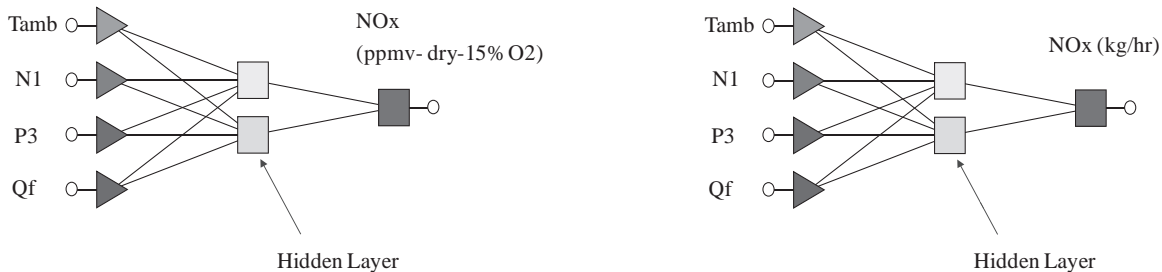 Tamb
N1
P3
Qf
NOx
(ppmv- dry-15% O2)
Hidden Layer
Tamb
N1
P3
Qf
NOx (kg/hr)
Hidden Layer